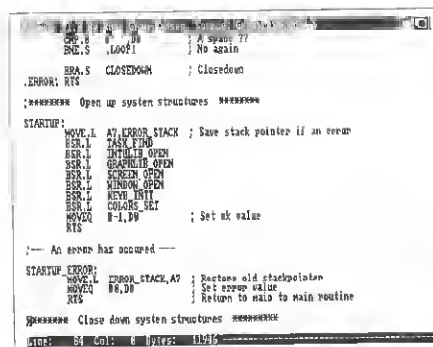 CMP.B    ; A space ??
BNE.S .LOOP1 ; No again
BRA.S CLOSEDOWN ; Closedown
.ERROR: RTS
;******** Open up system structures ********
STARTUP:
MOVE.L A7,ERROR_STACK ; Save stack pointer if an error
BSR.L TASK_FIND
BSR.L INTULIB_OPEN
BSR.L GRAPHLIB_OPEN
BSR.L SCREEN_OPEN
BSR.L WINDOW_OPEN
BSR.L KEYB_INIT
BSR.L COLORS_SET
MOVEQ #-1,D0 ; Set ok value
RTS
;--- An error has occured ---
STARTUP_ERROR:
MOVE.L ERROR_STACK,A7 ; Restore old stackpointer
MOVEQ #0,D0 ; Set error value
RTS ; Return to main to main routine
******** Close down system structures ********
Line: 84 Col: 0 Bytes: 11936